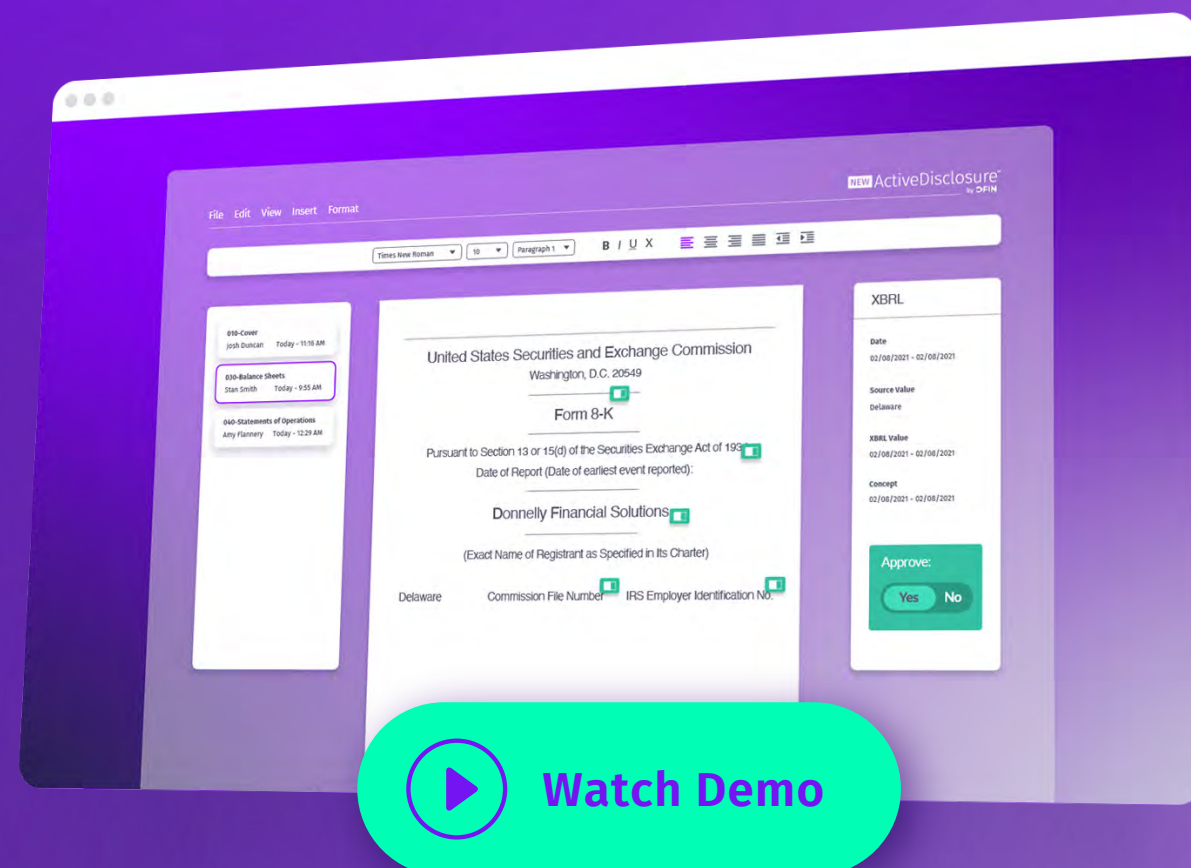 NEW ActiveDisclosure
by DFIN
File Edit View Insert Format
Times New Roman 10 Paragraph 1 B I U X
010-Cover
Josh Duncan Today - 11:16 AM
030-Balance Sheets
Stan Smith Today - 9:55 AM
040-Statements of Operations
Amy Flannery Today - 12:29 AM
United States Securities and Exchange Commission
Washington, D.C. 20549
Form 8-K
Pursuant to Section 13 or 15(d) of the Securities Exchange Act of
Date of Report (Date of earliest event reported):
Donnelly Financial Solutions
(Exact Name of Registrant as Specified in Its Charter)
Delaware Commission File Number IRS Employer Identification No.
XBRL
Date
02/08/2021 - 02/08/2021
Source Value
Delaware
XBRL Value
02/08/2021 - 02/08/2021
Concept
02/08/2021 - 02/08/2021
Approve:
Yes No
Watch Demo